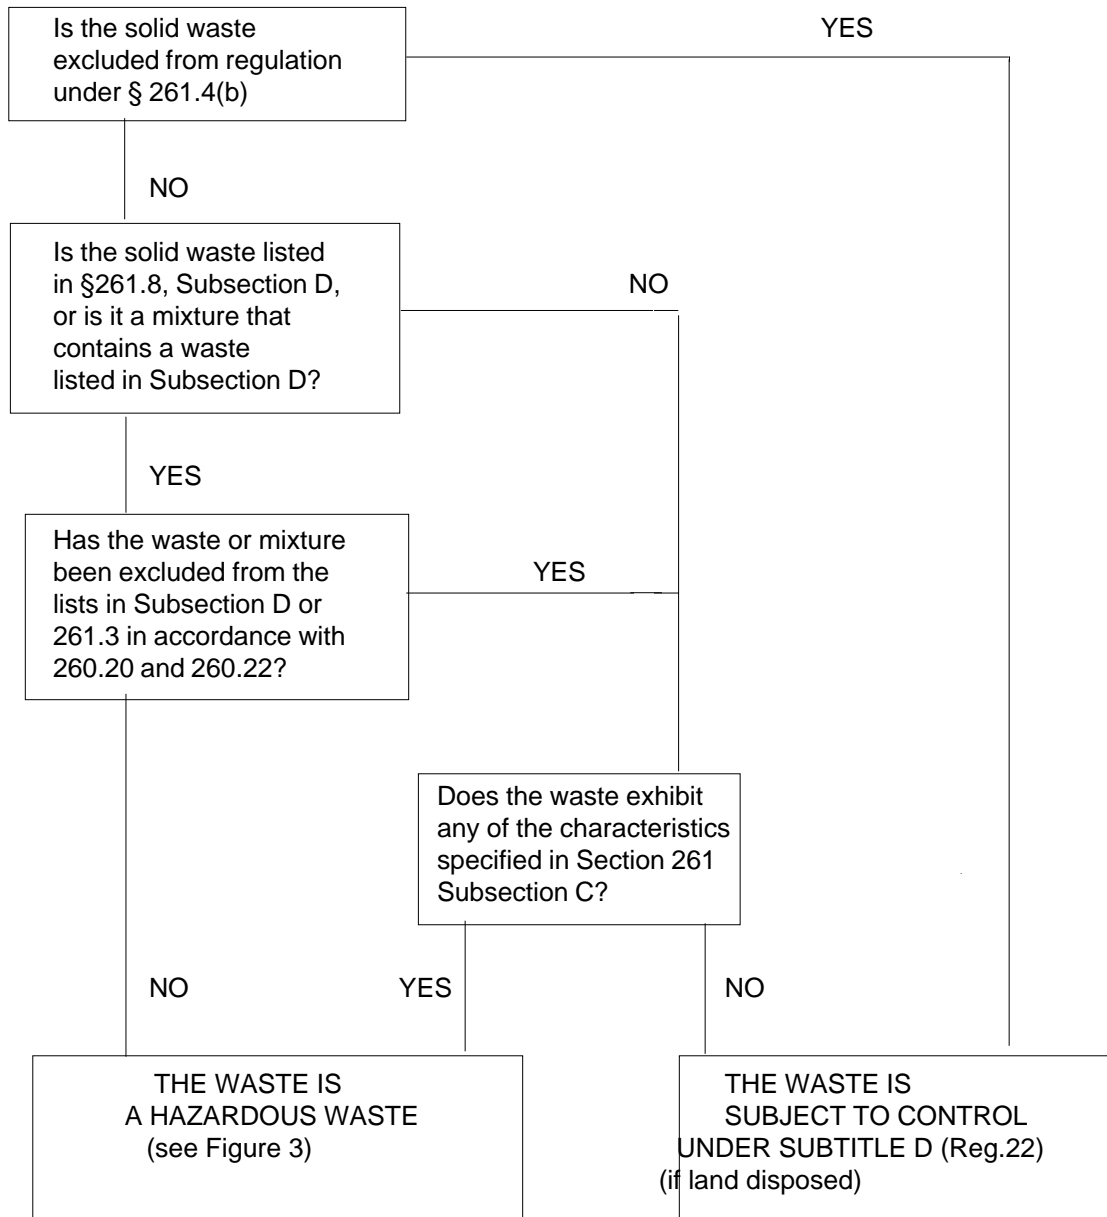 Is the solid waste
excluded from regulation
under § 261.4(b)
YES
NO
Is the solid waste listed
in §261.8, Subsection D,
or is it a mixture that
contains a waste
listed in Subsection D?
NO
YES
Has the waste or mixture
been excluded from the
lists in Subsection D or
261.3 in accordance with
260.20 and 260.22?
YES
Does the waste exhibit
any of the characteristics
specified in Section 261
Subsection C?
NO
YES
NO
THE WASTE IS
A HAZARDOUS WASTE
(see Figure 3)
THE WASTE IS
SUBJECT TO CONTROL
UNDER SUBTITLE D (Reg.22)
(if land disposed)